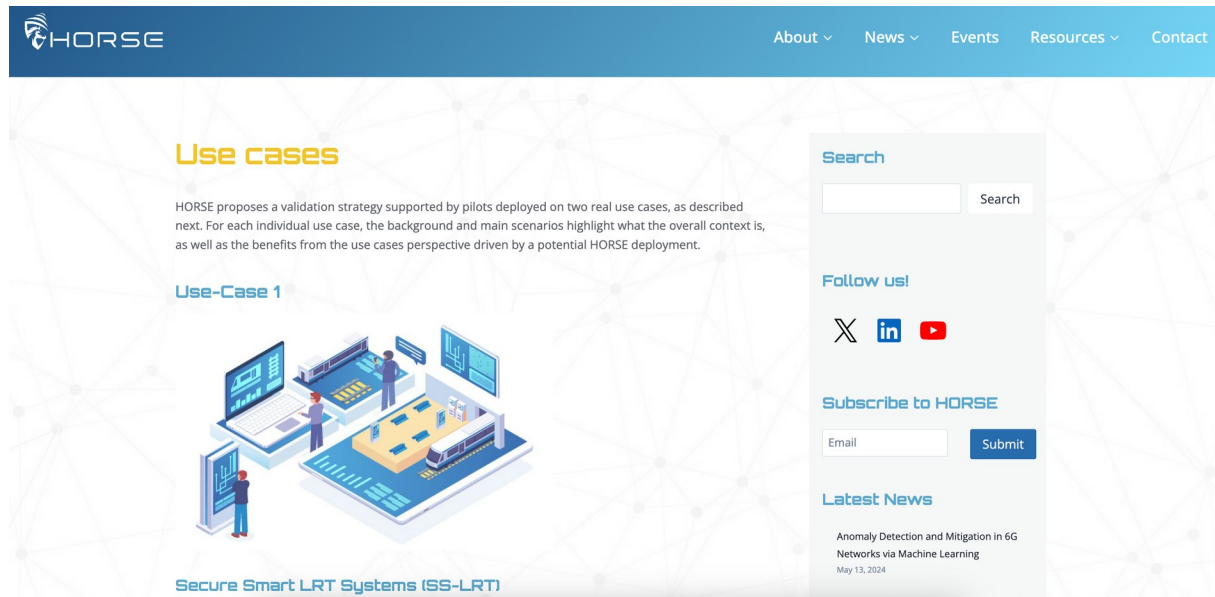 HORSE
About
News
Events
Resources
Contact
Use cases
HORSE proposes a validation strategy supported by pilots deployed on two real use cases, as described
next. For each individual use case, the background and main scenarios highlight what the overall context is,
as well as the benefits from the use cases perspective driven by a potential HORSE deployment.
Use-Case 1
Secure Smart LRT Systems (SS-LRT)
Search
Search
Follow us!
X in
Subscribe to HORSE
Email
Submit
Latest News
Anomaly Detection and Mitigation in 6G
Networks via Machine Learning
May 13, 2024